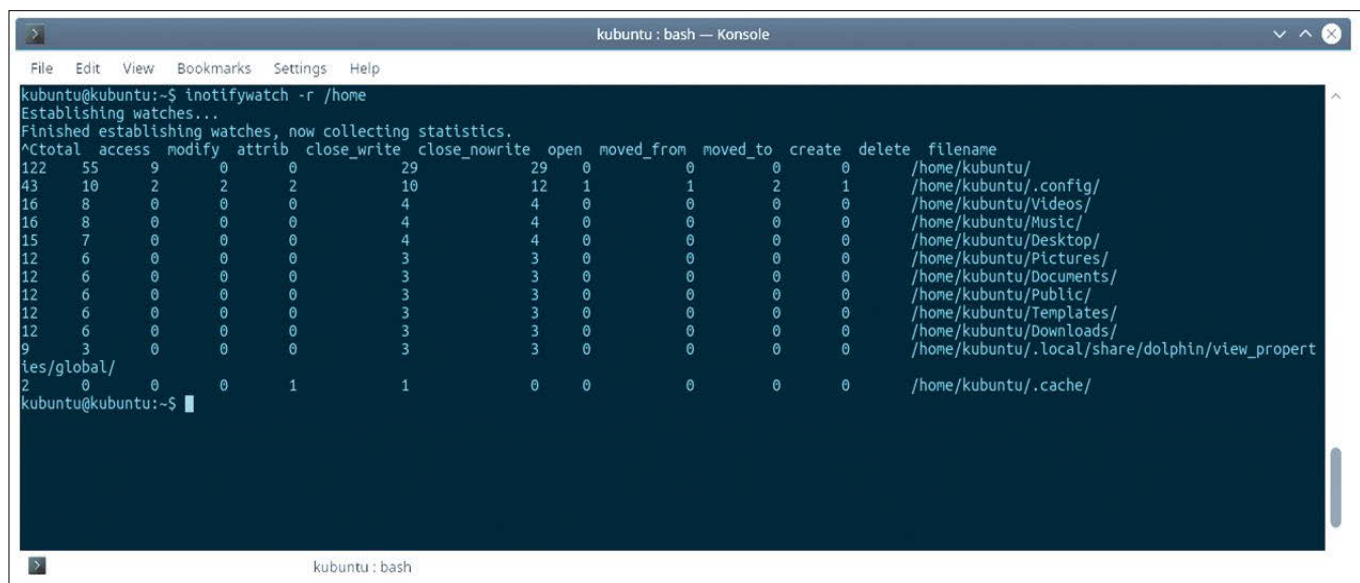 kubuntu : bash — Konsole
File Edit View Bookmarks Settings Help
kubuntu@kubuntu:~$ inotifywatch -r /home
Establishing watches...
Finished establishing watches, now collecting statistics.
^Ctotal access modify attrib close_write close_nowrite open moved_from moved_to create delete filename
122 55 9 0 0 29 29 0 0 0 0 /home/kubuntu/
43 10 2 2 2 10 12 1 1 2 1 /home/kubuntu/.config/
16 8 0 0 0 4 4 0 0 0 0 /home/kubuntu/Videos/
16 8 0 0 0 4 4 0 0 0 0 /home/kubuntu/Music/
15 7 0 0 0 4 4 0 0 0 0 /home/kubuntu/Desktop/
12 6 0 0 0 3 3 0 0 0 0 /home/kubuntu/Pictures/
12 6 0 0 0 3 3 0 0 0 0 /home/kubuntu/Documents/
12 6 0 0 0 3 3 0 0 0 0 /home/kubuntu/Public/
12 6 0 0 0 3 3 0 0 0 0 /home/kubuntu/Templates/
12 6 0 0 0 3 3 0 0 0 0 /home/kubuntu/Downloads/
9 3 0 0 0 3 3 0 0 0 0 /home/kubuntu/.local/share/dolphin/view_propert
ies/global/
2 0 0 0 1 1 0 0 0 0 0 /home/kubuntu/.cache/
kubuntu@kubuntu:~$
kubuntu : bash